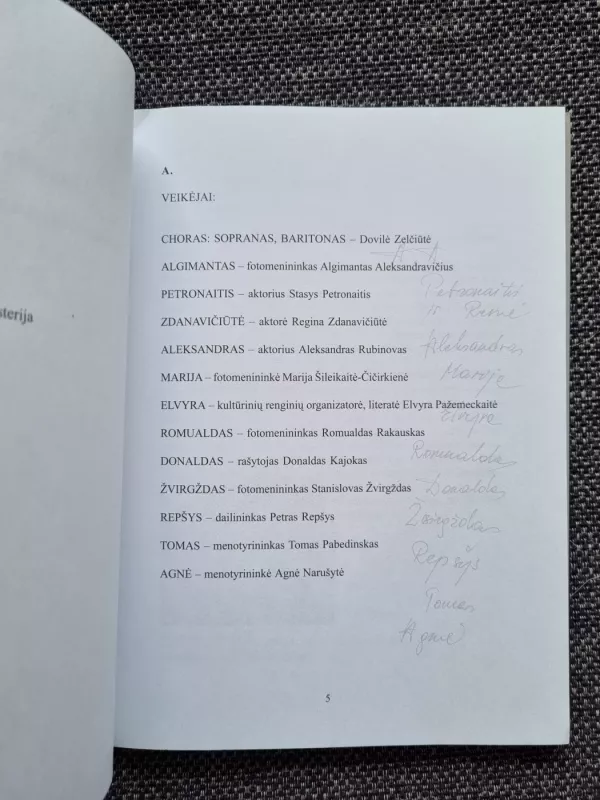 sterija
A.
VEIKĖJAI:
CHORAS: SOPRANAS, BARITONAS – Dovilė Zelčiūtė
ALGIMANTAS – fotomenininkas Algimantas Aleksandravičius
PETRONAITIS – aktorius Stasys Petronaitis
ZDANAVIČIŪTĖ – aktorė Regina Zdanavičiūtė
ALEKSANDRAS – aktorius Aleksandras Rubinovas
MARIJA – fotomenininkė Marija Šileikaitė-Čičirkienė
ELVYRA – kultūrinių renginių organizatorė, literatė Elvyra Pažemeckaitė
ROMUALDAS – fotomenininkas Romualdas Rakauskas
DONALDAS – rašytojas Donaldas Kajokas
ŽVIRGŽDAS – fotomenininkas Stanislovas Žvirgždas
REPŠYS – dailininkas Petras Repšys
TOMAS – menotyrininkas Tomas Pabedinskas
AGNĖ – menotyrininkė Agnė Narušytė
Petronaitis
ir
Aleksandras
Marija
Elvyra
Romualdas
Donaldas
Žvirgždas
Repšys
Tomas
Agnė
5